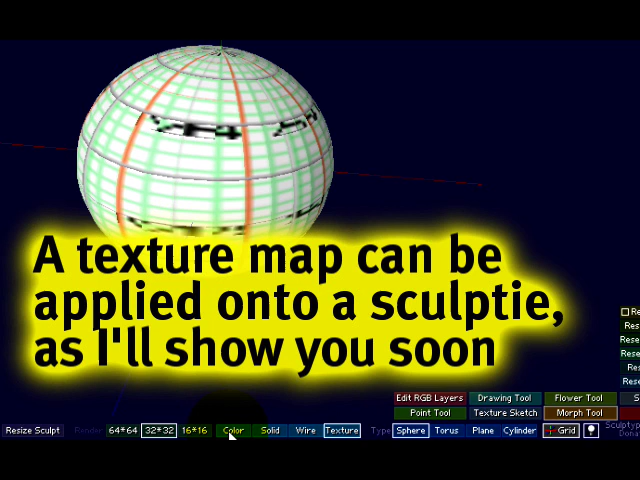 A texture map can be
applied onto a sculptie,
as I'll show you soon
Edit RGB Layers Drawing Tool Flower Tool
Point Tool Texture Sketch Morph Tool
Resize Sculpt Render 64*64 32*32 16*16 Color Solid Wire Texture Type Sphere Torus Plane Cylinder Grid